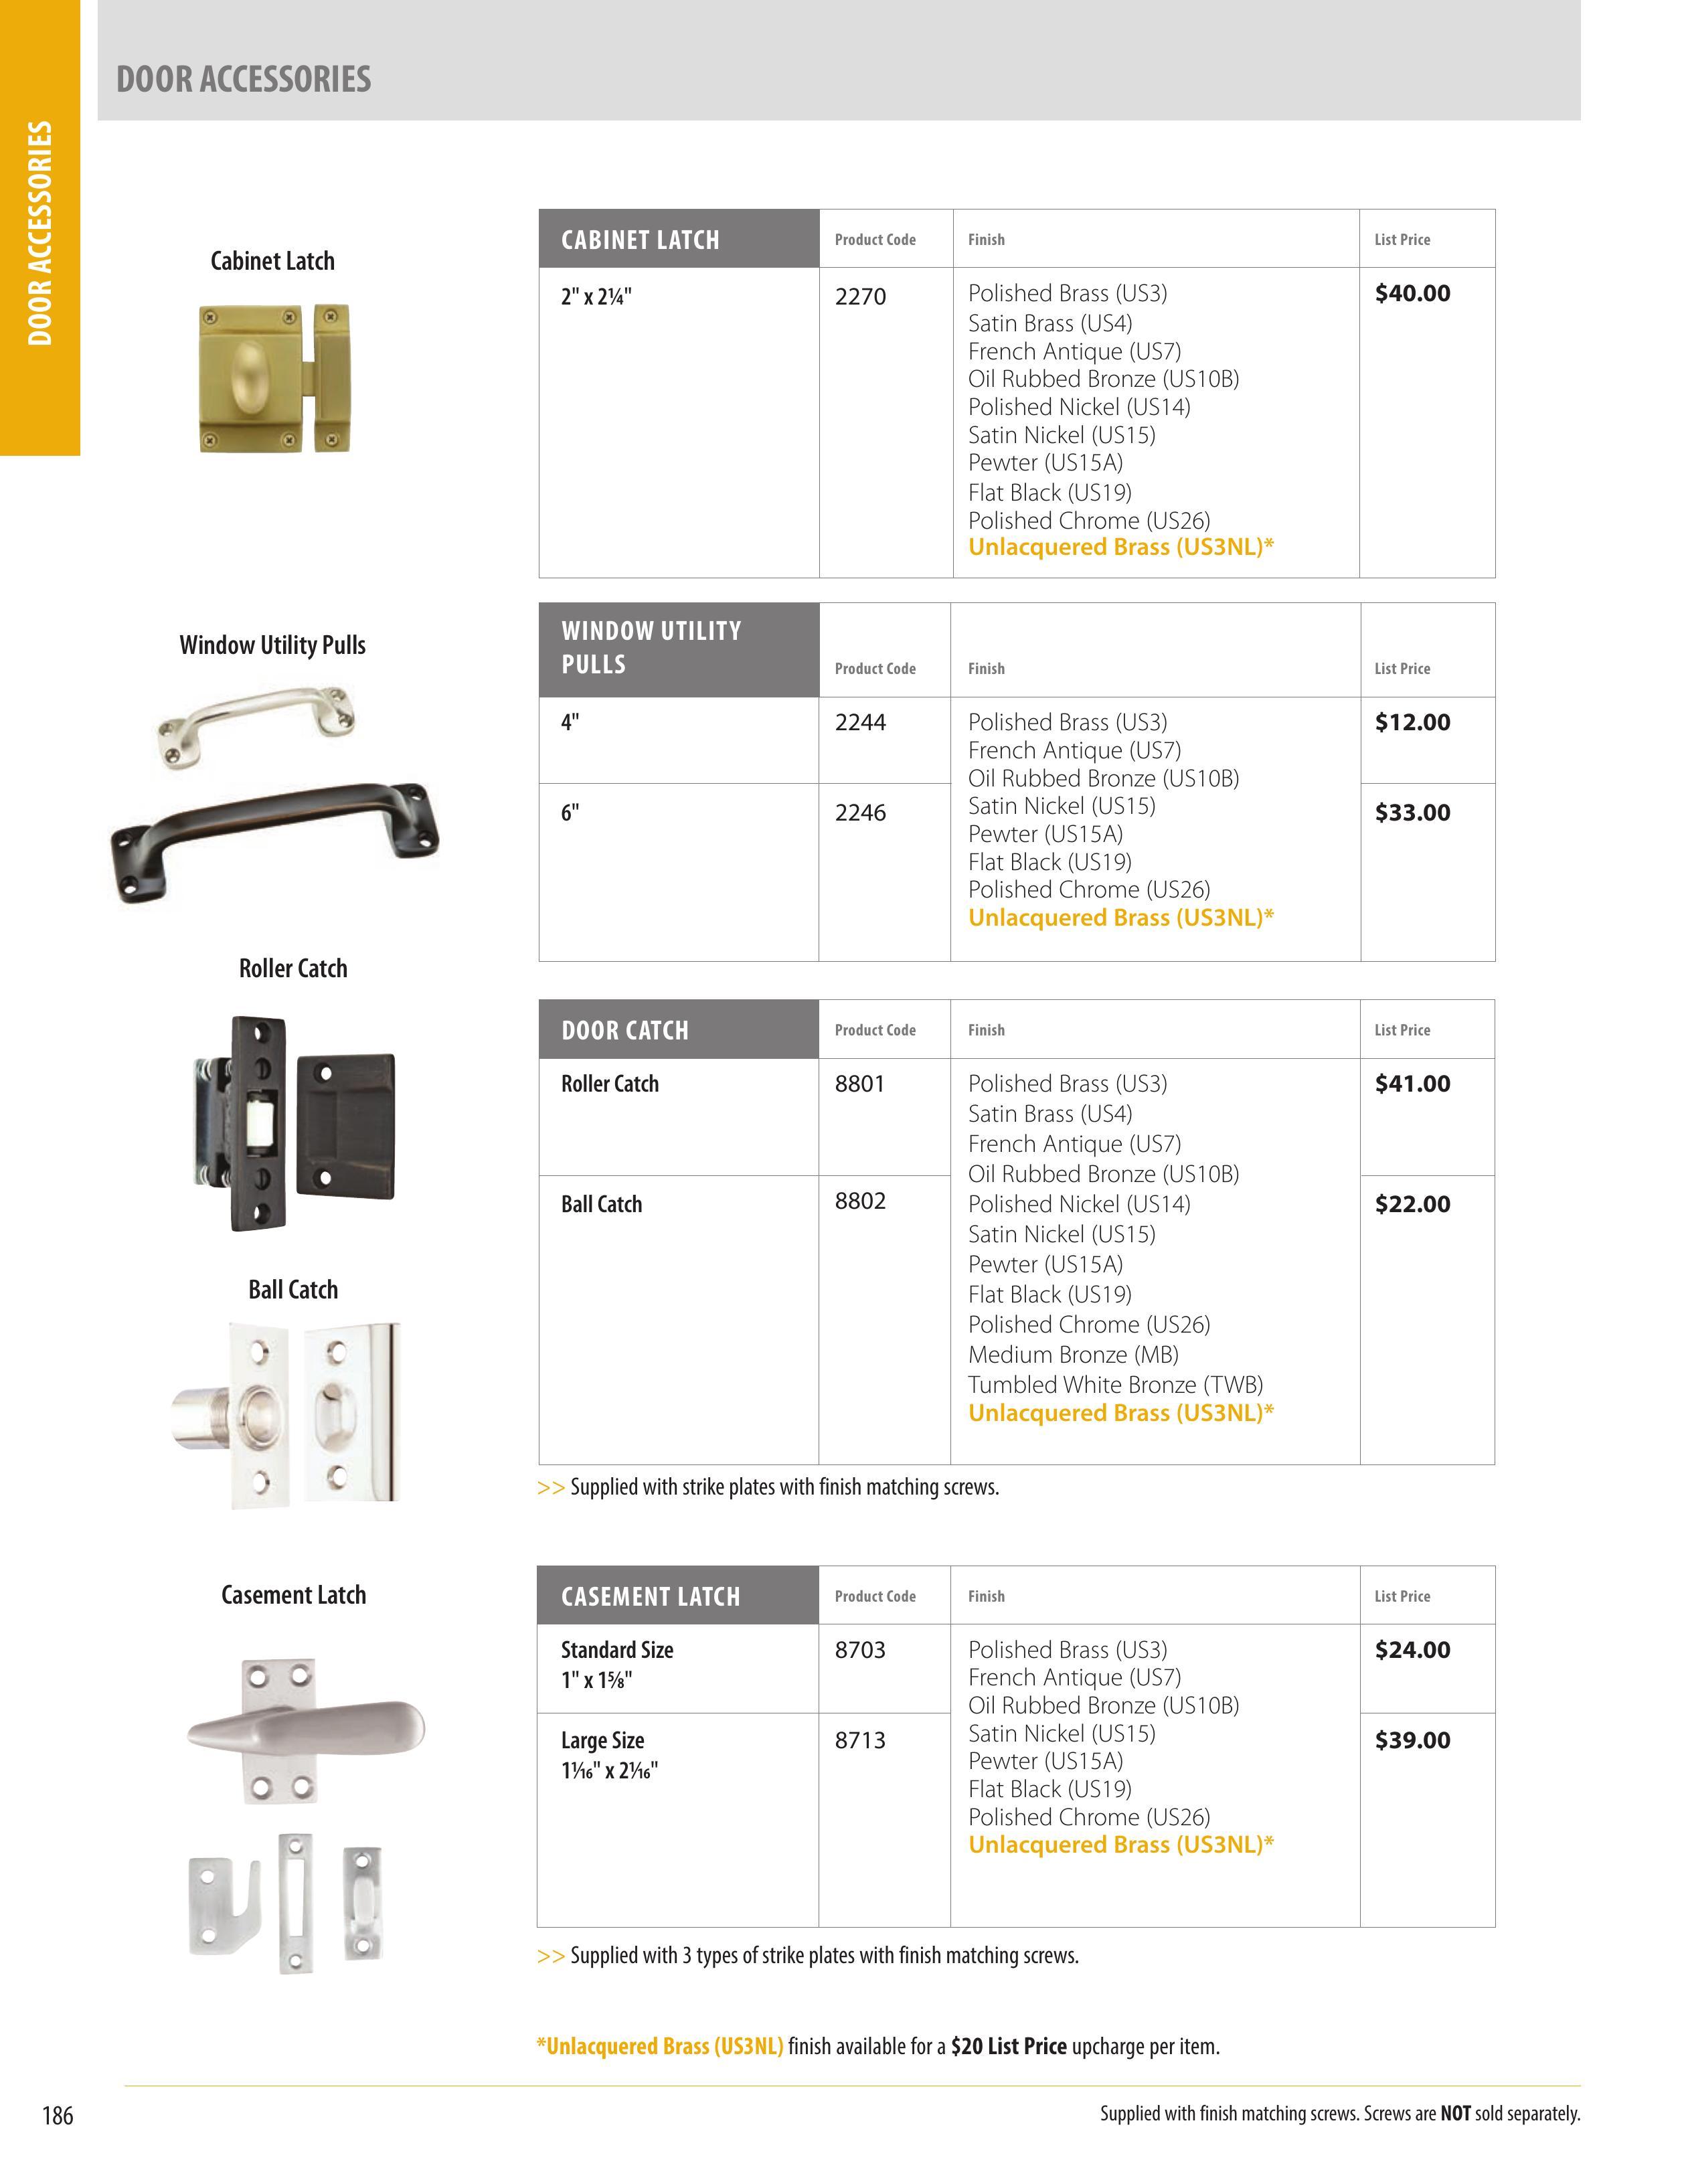 DOOR ACCESSORIES
DOOR ACCESSORIES
Cabinet Latch
CABINET LATCH Product Code Finish List Price
2" x 2¼" 2270 Polished Brass (US3) $40.00
Satin Brass (US4)
French Antique (US7)
Oil Rubbed Bronze (US10B)
Polished Nickel (US14)
Satin Nickel (US15)
Pewter (US15A)
Flat Black (US19)
Polished Chrome (US26)
Unlacquered Brass (US3NL)*
Window Utility Pulls
WINDOW UTILITY
PULLS Product Code Finish List Price
4" 2244 Polished Brass (US3) $12.00
French Antique (US7)
Oil Rubbed Bronze (US10B)
6" 2246 Satin Nickel (US15) $33.00
Pewter (US15A)
Flat Black (US19)
Polished Chrome (US26)
Unlacquered Brass (US3NL)*
Roller Catch
DOOR CATCH Product Code Finish List Price
Roller Catch 8801 Polished Brass (US3) $41.00
Satin Brass (US4)
French Antique (US7)
Oil Rubbed Bronze (US10B)
Ball Catch 8802 Polished Nickel (US14) $22.00
Satin Nickel (US15)
Pewter (US15A)
Flat Black (US19)
Polished Chrome (US26)
Medium Bronze (MB)
Tumbled White Bronze (TWB)
Unlacquered Brass (US3NL)*
Ball Catch
>> Supplied with strike plates with finish matching screws.
Casement Latch
CASEMENT LATCH Product Code Finish List Price
Standard Size 8703 Polished Brass (US3) $24.00
1" x 1⅝" French Antique (US7)
Oil Rubbed Bronze (US10B)
Large Size 8713 Satin Nickel (US15) $39.00
11⁄16" x 21⁄16" Pewter (US15A)
Flat Black (US19)
Polished Chrome (US26)
Unlacquered Brass (US3NL)*
>> Supplied with 3 types of strike plates with finish matching screws.
*Unlacquered Brass (US3NL) finish available for a $20 List Price upcharge per item.
186 Supplied with finish matching screws. Screws are NOT sold separately.